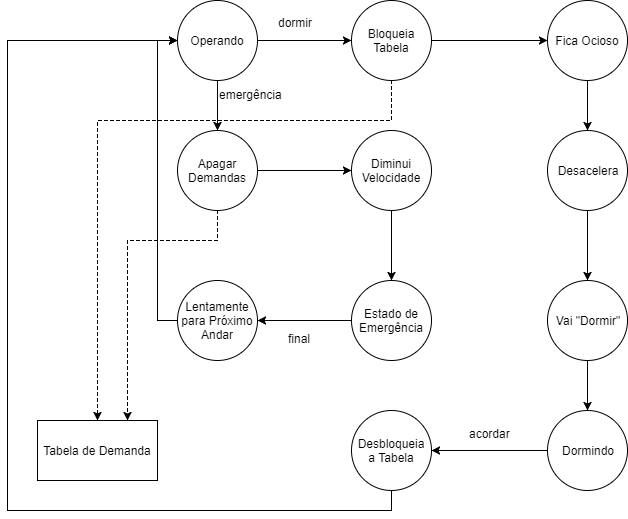 dormir
Operando
Bloqueia
Tabela
Fica Ocioso
emergência
Apagar
Demandas
Diminui
Velocidade
Desacelera
Lentamente
para Próximo
Andar
final
Estado de
Emergência
Vai "Dormir"
Tabela de Demanda
Desbloqueia
a Tabela
acordar
Dormindo